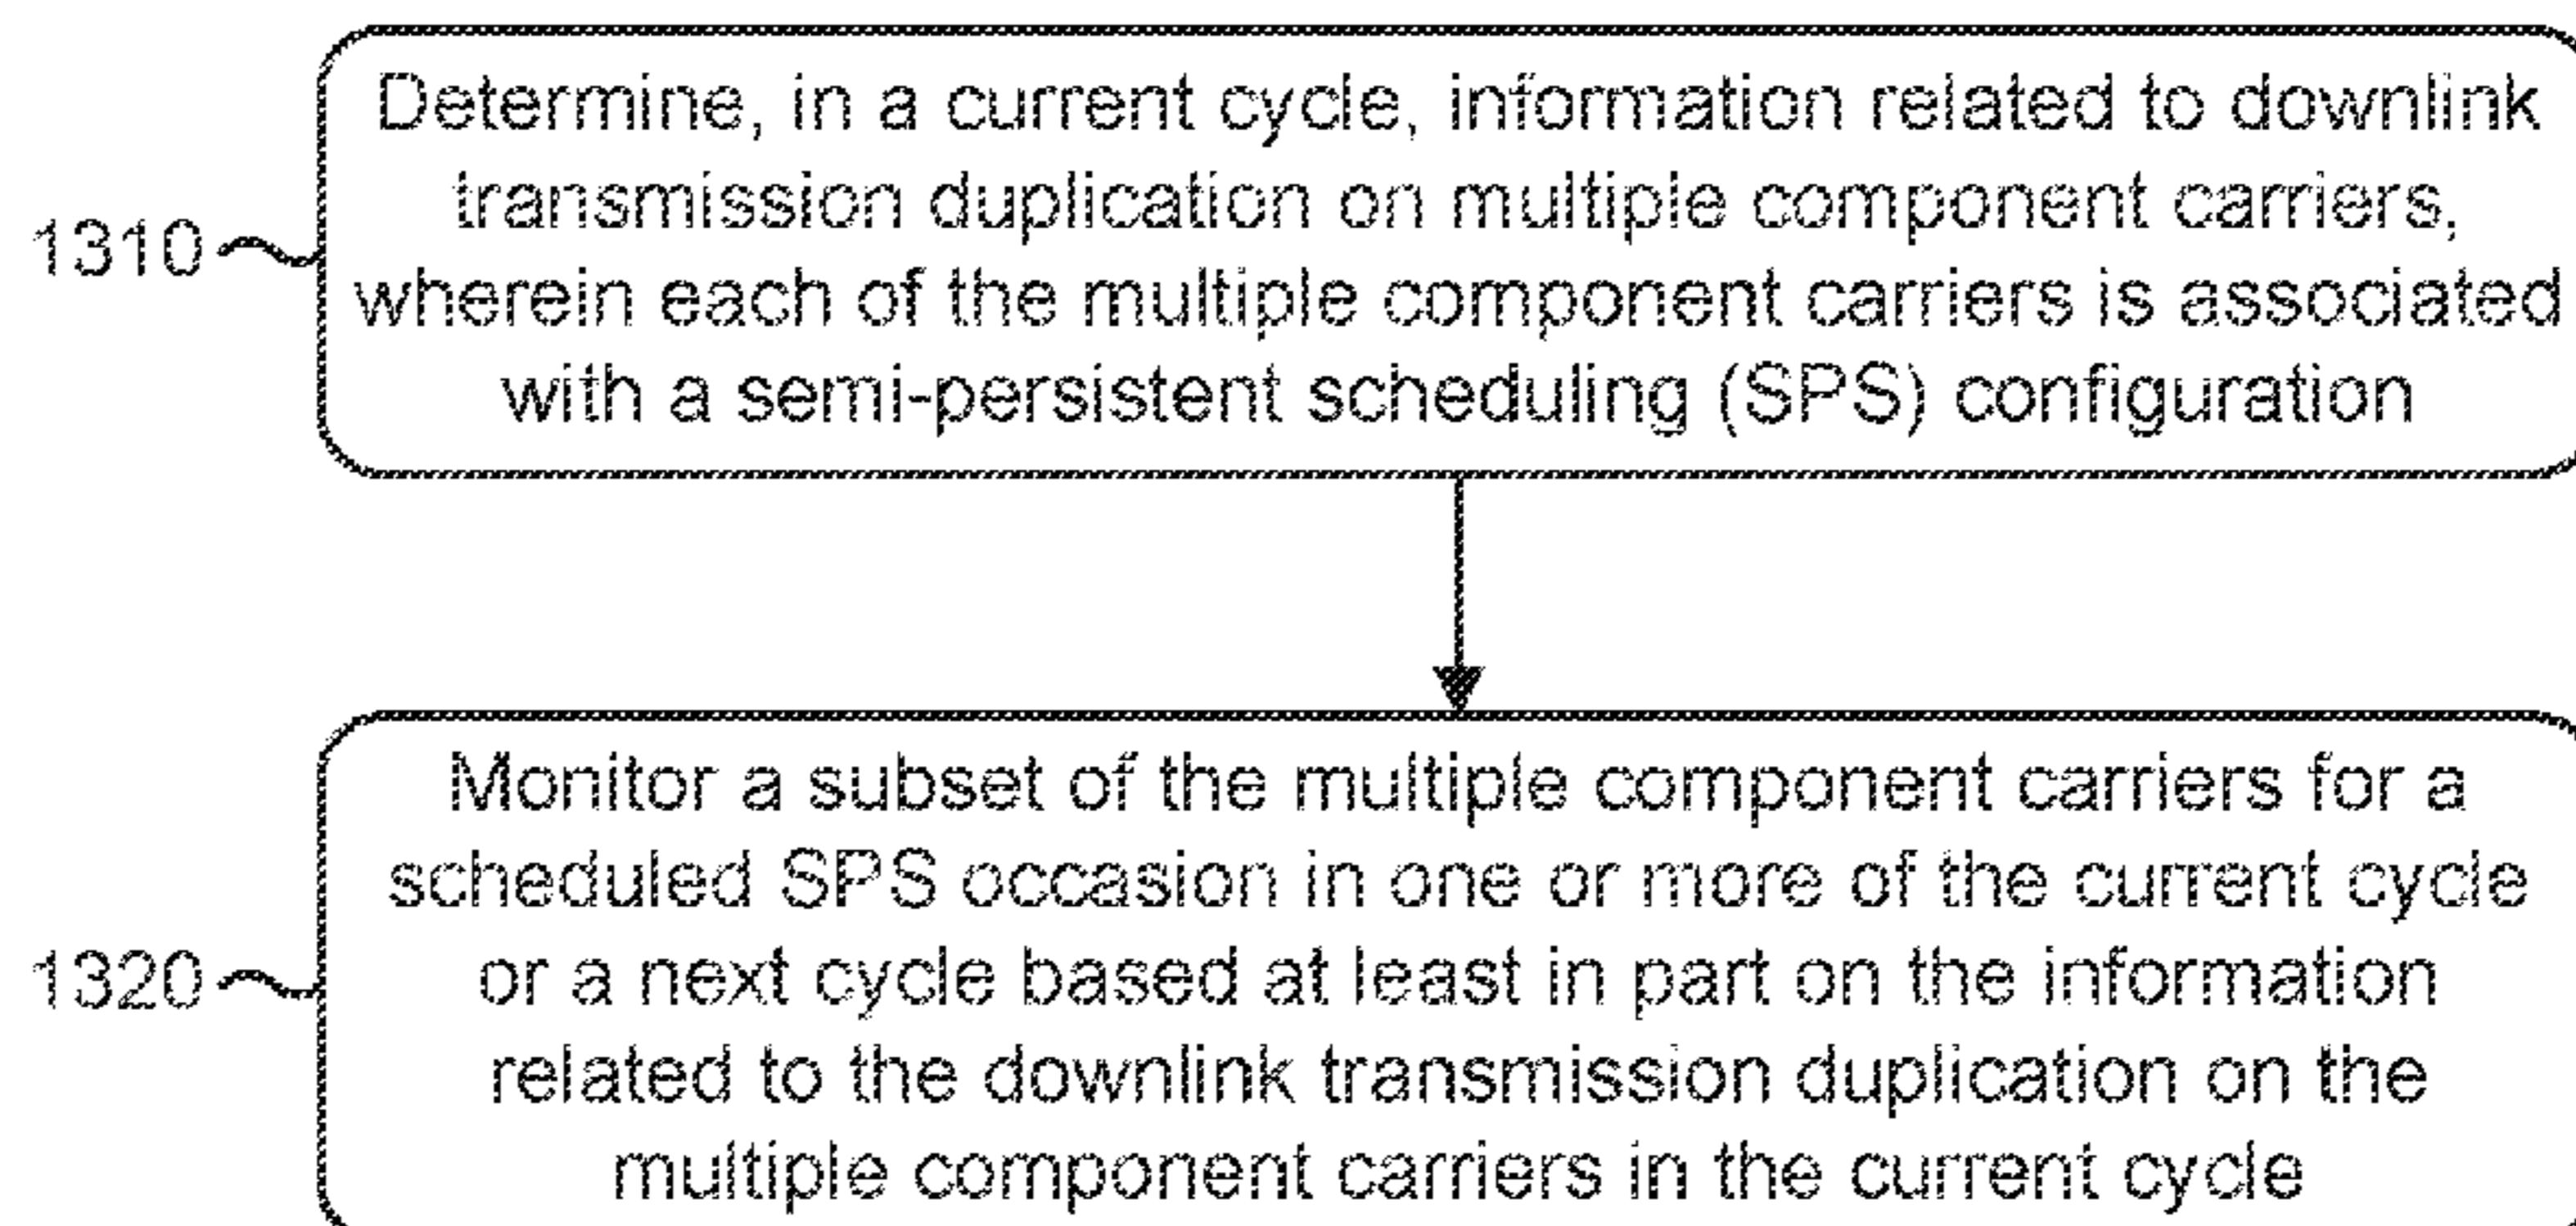 Determine, in a current cycle, information related to downlink
transmission duplication on multiple component carriers,
1310
wherein each of the multiple component carriers is associated
with a semi-persistent scheduling (SPS) configuration
Monitor a subset of the multiple component carriers for a
scheduled SPS occasion in one or more of the current cycle
1320
or a next cycle based at least in part on the information
related to the downlink transmission duplication on the
multiple component carriers in the current cycle